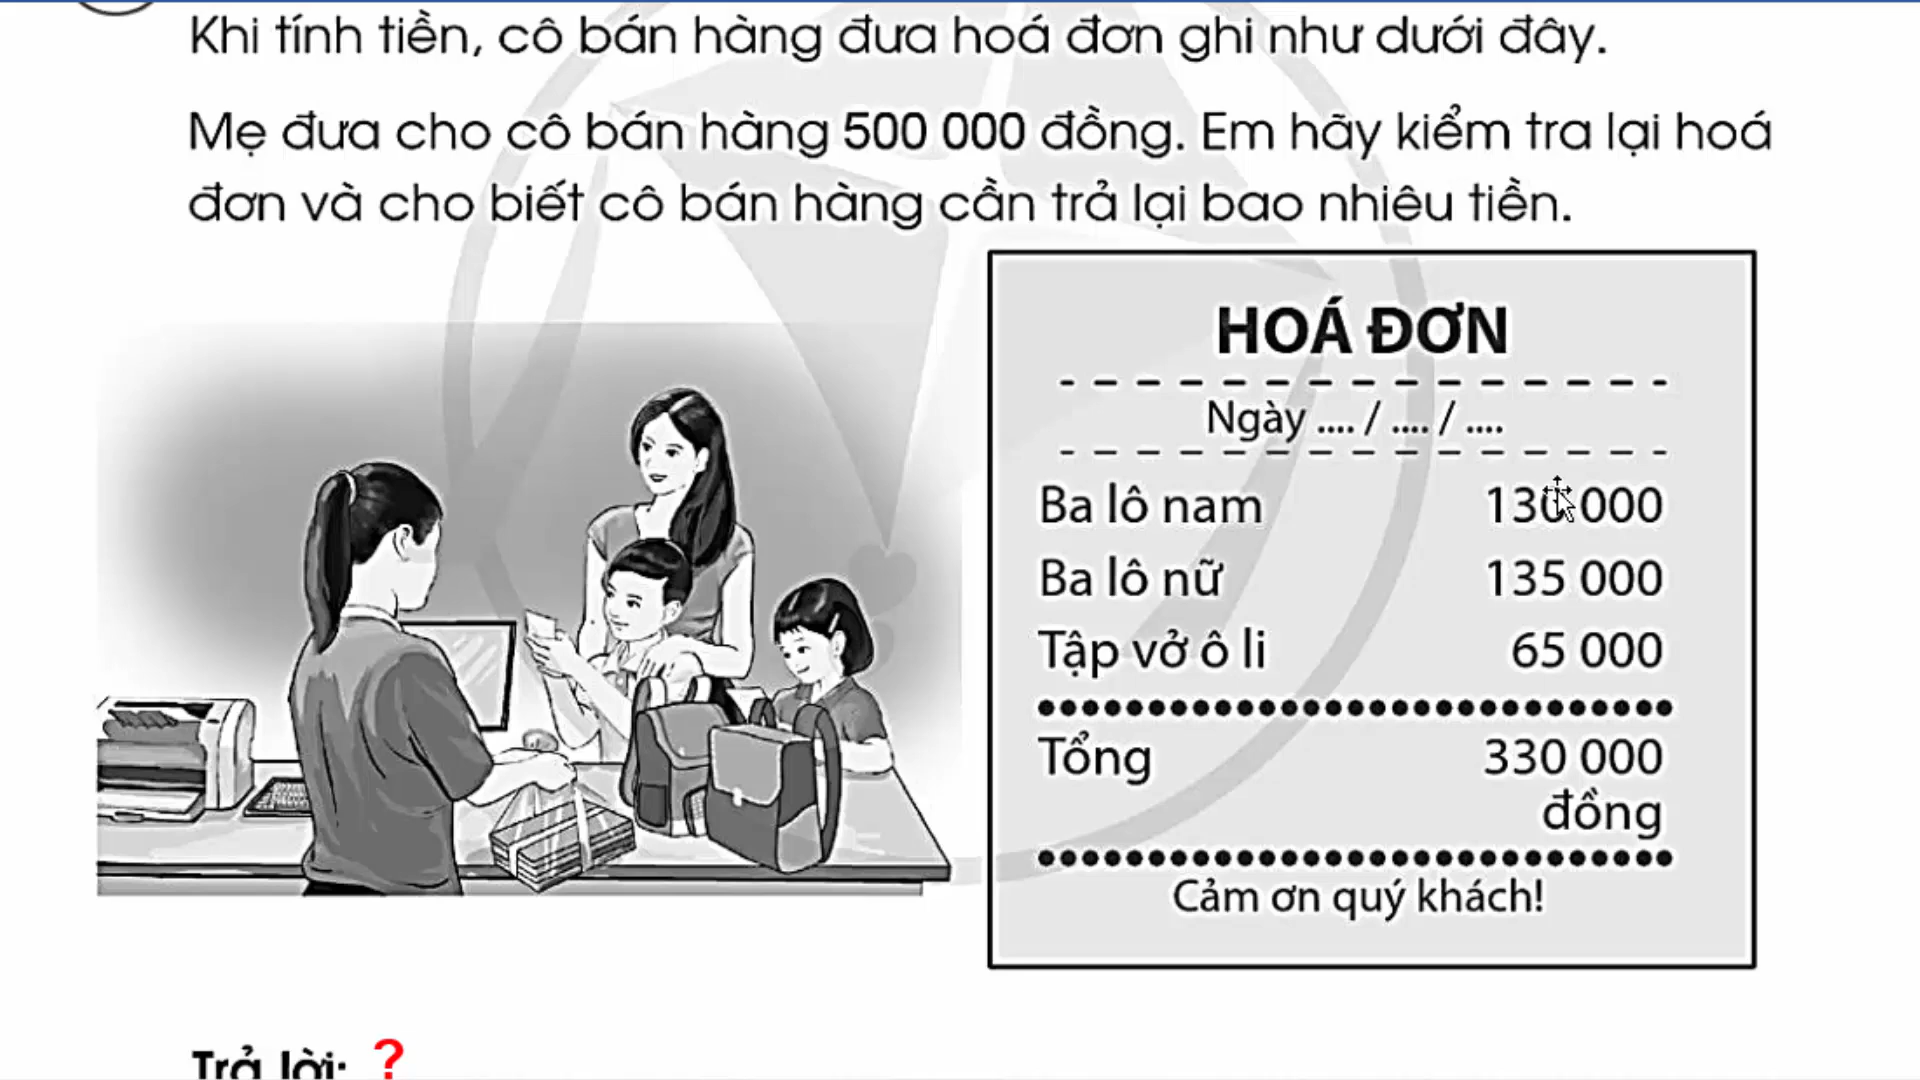 Khi tính tiền, cô bán hàng đưa hoá đơn ghi như dưới đây.
Mẹ đưa cho cô bán hàng 500 000 đồng. Em hãy kiểm tra lại hoá
đơn và cho biết cô bán hàng cần trả lại bao nhiêu tiền.
HOÁ ĐƠN
Ngày .... / .... / ....
Ba lô nam 130 000
Ba lô nữ 135 000
Tập vở ô li 65 000
Tổng 330 000
đồng
Cảm ơn quý khách!
Trả lời: ?